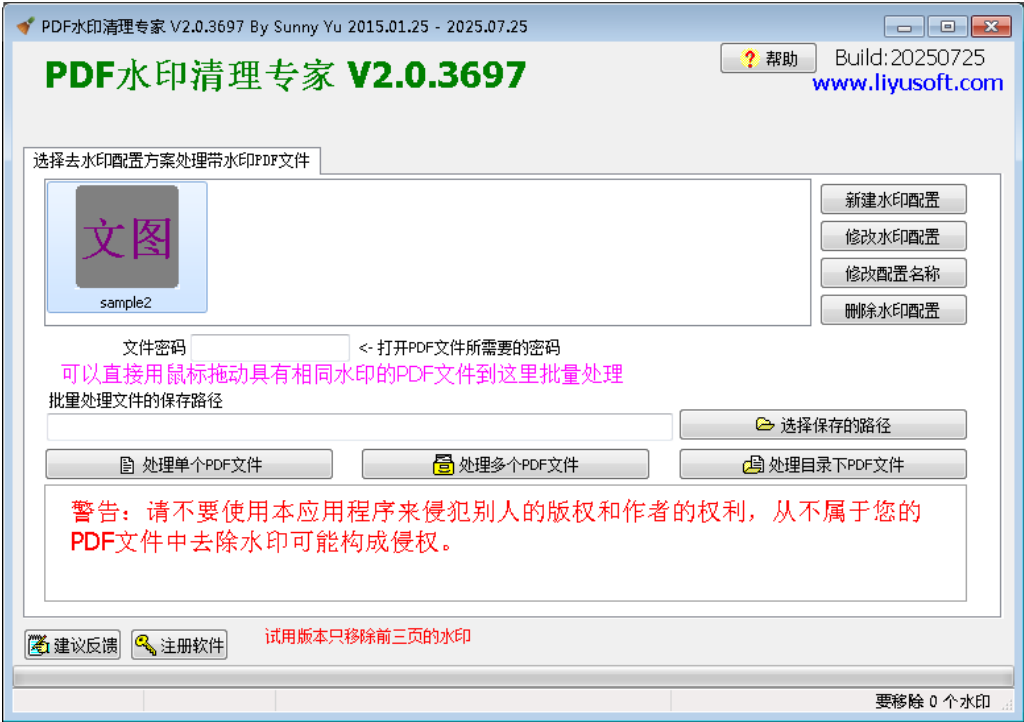 PDF水印清理专家 V2.0.3697 By Sunny Yu 2015.01.25 - 2025.07.25
PDF水印清理专家 V2.0.3697
帮助
Build:20250725
www.liyusoft.com
选择去水印配置方案处理带水印PDF文件
文图
sample2
新建水印配置
修改水印配置
修改配置名称
删除水印配置
文件密码
<- 打开PDF文件所需要的密码
可以直接用鼠标拖动具有相同水印的PDF文件到这里批量处理
批量处理文件的保存路径
选择保存的路径
处理单个PDF文件
处理多个PDF文件
处理目录下PDF文件
警告：请不要使用本应用程序来侵犯别人的版权和作者的权利，从不属于您的
PDF文件中去除水印可能构成侵权。
建议反馈
注册软件
试用版本只移除前三页的水印
要移除 0 个水印